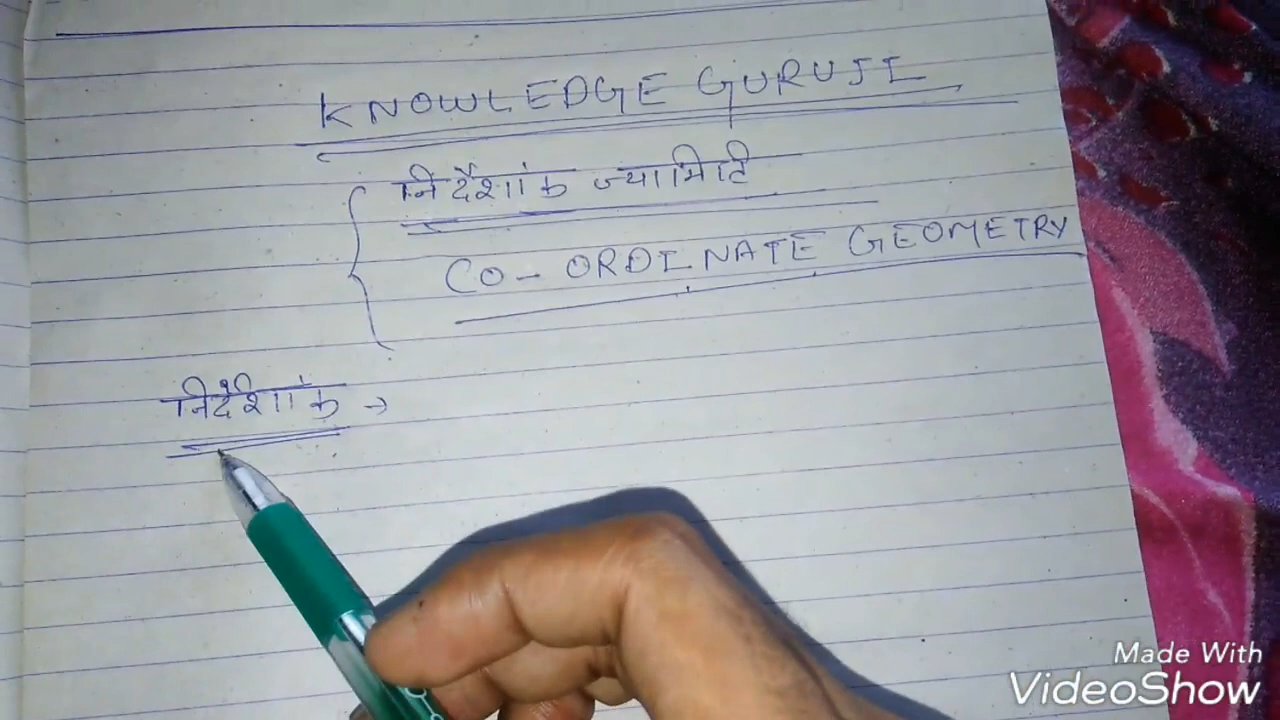 KNOWLEDGE GURUJI
निर्देशांक ज्यामिति
CO-ORDINATE GEOMETRY
निर्देशांक →
Made With
VideoShow